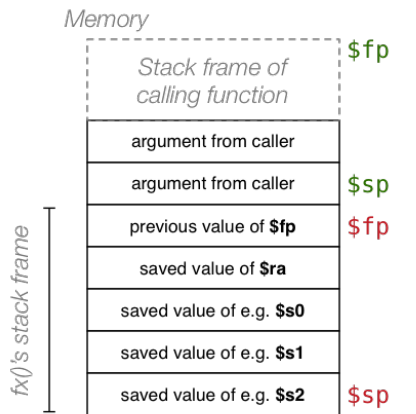 Memory
$fp
Stack frame of
calling function
argument from caller
argument from caller
$sp
previous value of $fp
$fp
saved value of $ra
saved value of e.g. $s0
saved value of e.g. $s1
saved value of e.g. $s2
$sp
fx()'s stack frame